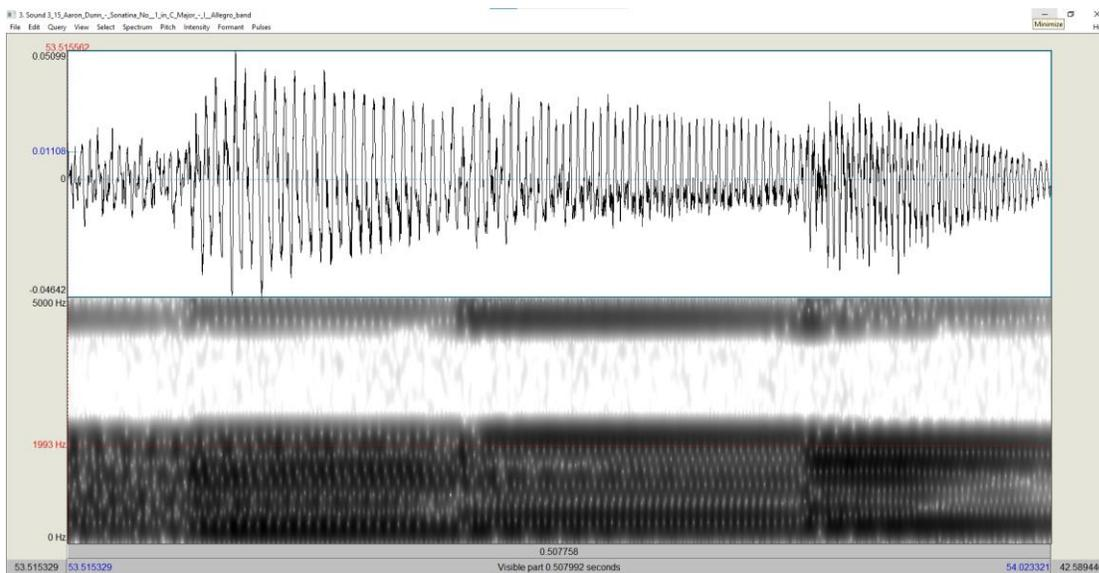 3. Sound 3_15_Aaron_Dunn_-_Sonatina_No__1_in_C_Major_-_I__Allegro_band
File Edit Query View Select Spectrum Pitch Intensity Formant Pulses
Minimize
53.515562
0.05099
0.01108
0
-0.04642
5000 Hz
1993 Hz
0 Hz
0.507758
53.515329 53.515329 Visible part 0.507992 seconds 54.023321 42.589446